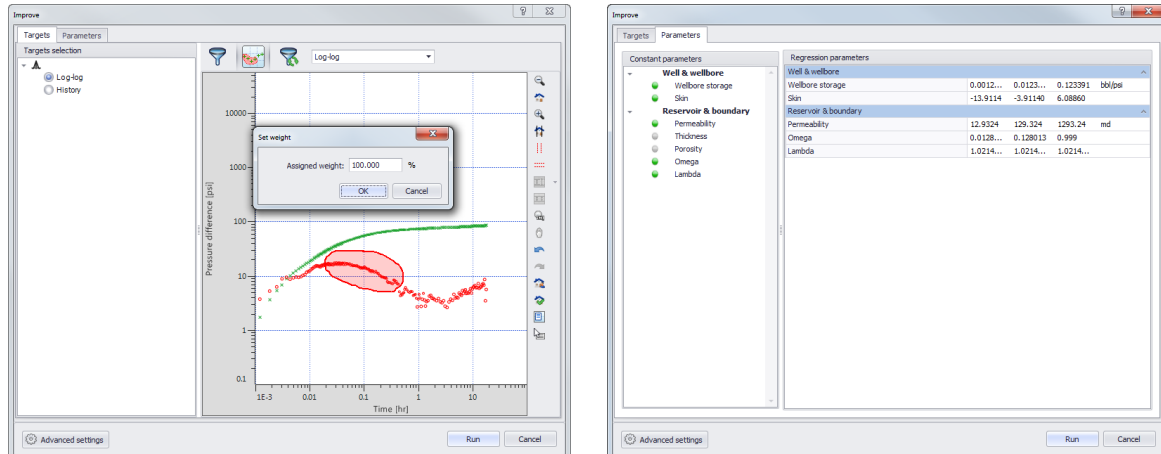 Improve
Targets Parameters
Targets selection
Log-log
Log-log
History
10000
1000
100
10
1
0.1
Pressure difference [psi]
1E-3 0.01 0.1 1 10
Time [hr]
Set weight
Assigned weight: 100.000 %
OK Cancel
Advanced settings Run Cancel
Improve
Targets Parameters
Constant parameters
Well & wellbore
Wellbore storage
Skin
Reservoir & boundary
Permeability
Thickness
Porosity
Omega
Lambda
Regression parameters
Well & wellbore
Wellbore storage 0.0012... 0.0123... 0.123391 bbl/psi
Skin -13.9114 -3.91140 6.08860
Reservoir & boundary
Permeability 12.9324 129.324 1293.24 md
Omega 0.0128... 0.128013 0.999
Lambda 1.0214... 1.0214... 1.0214...
Advanced settings Run Cancel